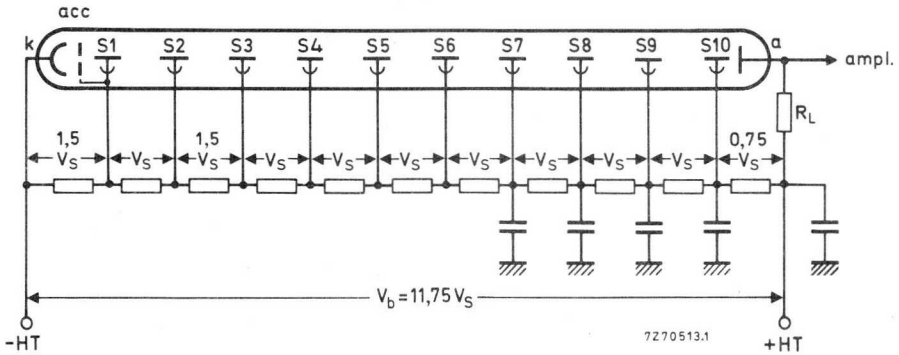 acc
k S1 S2 S3 S4 S5 S6 S7 S8 S9 S10 a
ampl.
R_L
1,5 1,5 0,75
V_S V_S V_S V_S V_S V_S V_S V_S V_S V_S V_S
V_b = 11,75 V_S
-HT 7Z70513.1 +HT